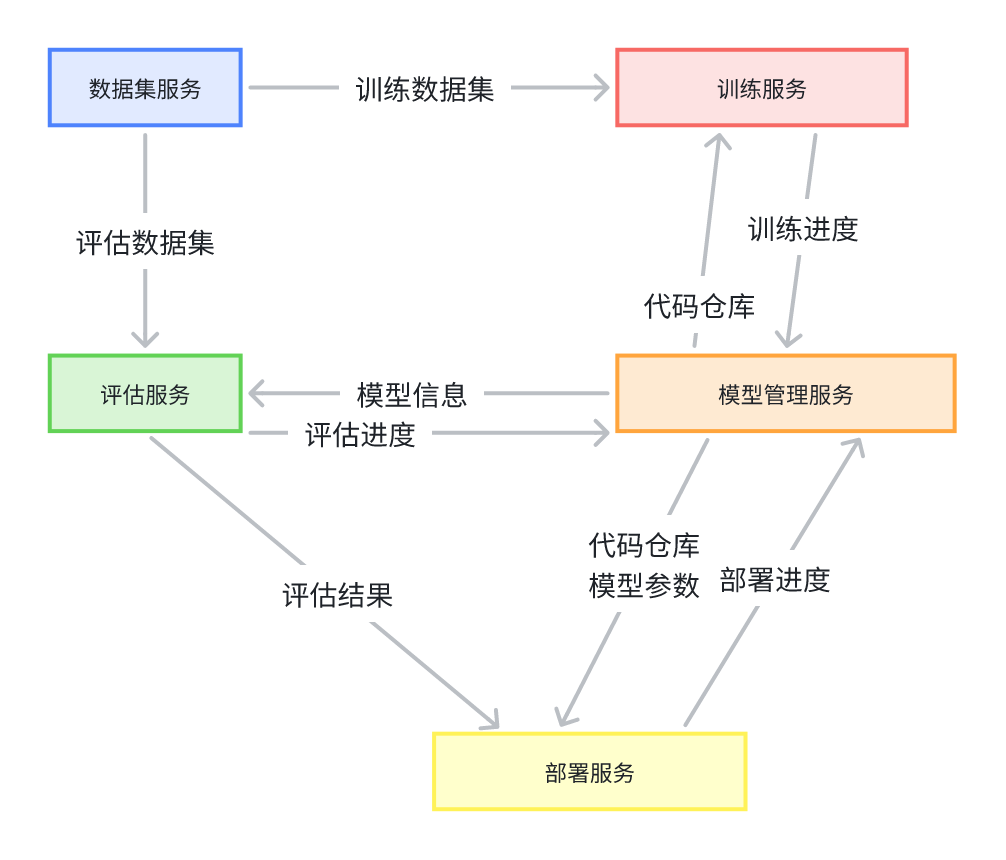 数据集服务
训练数据集
训练服务
评估数据集
训练进度
代码仓库
评估服务
模型信息
模型管理服务
评估进度
代码仓库
模型参数
部署进度
评估结果
部署服务